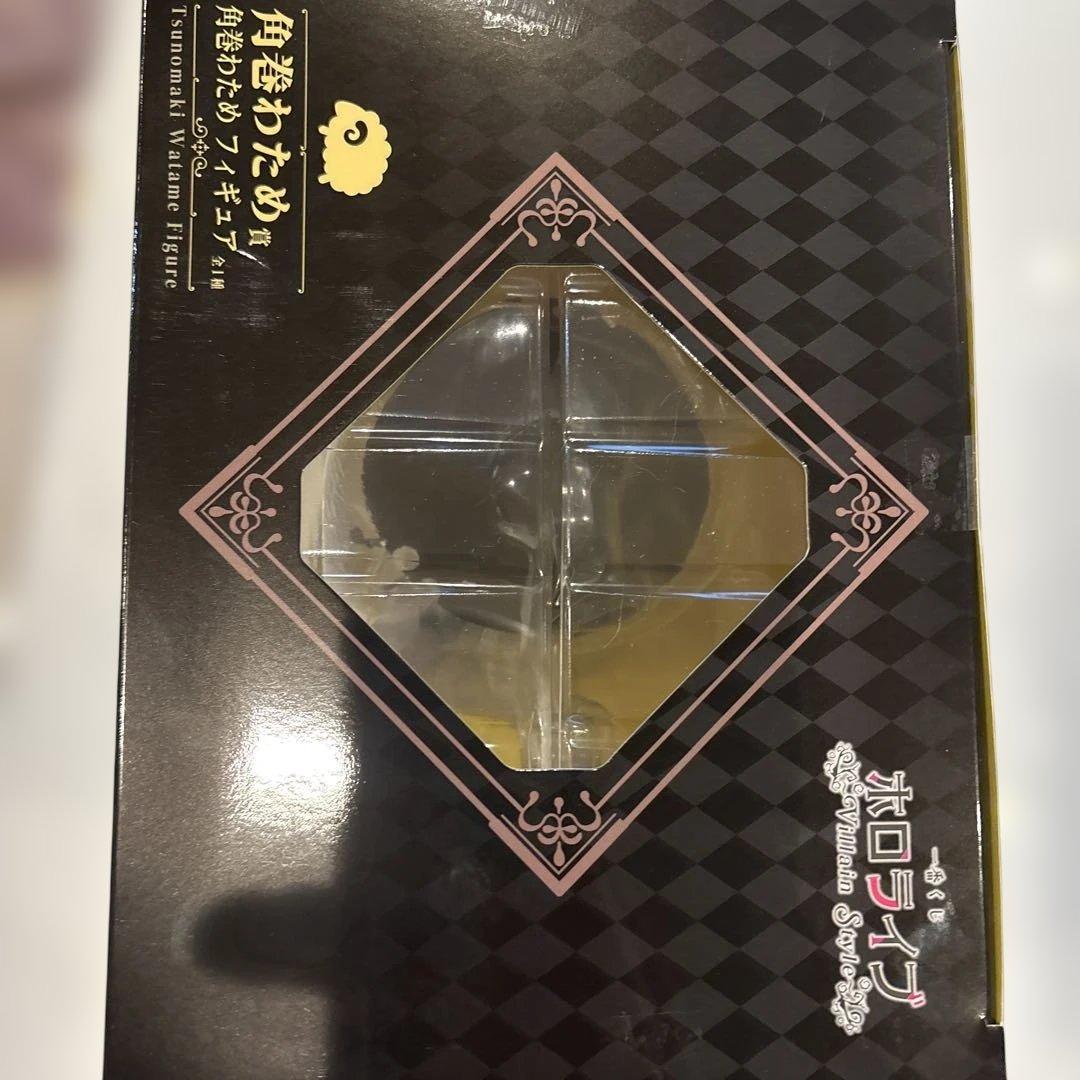 一番くじ
ホロライブ
Villain Style
角巻わため賞
角巻わため フィギュア 全1種
Tsunomaki Watame Figure